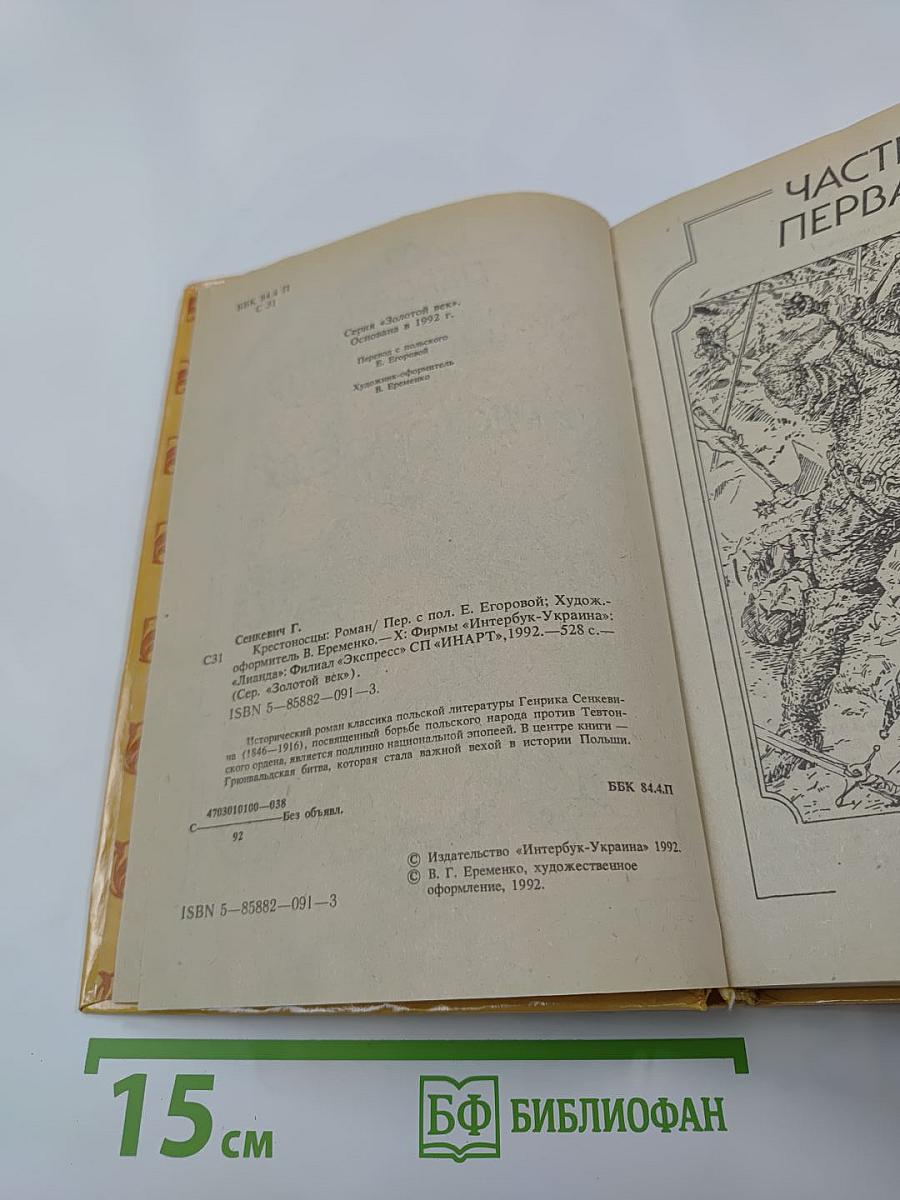 ББК 84.4 П
С 31
Серия «Золотой век».
Основана в 1992 г.
Перевод с польского
Е. Егоровой
Художник-оформитель
В. Еременко
Сенкевич Г.
С31 Крестоносцы: Роман/ Пер. с пол. Е. Егоровой; Худож.-
оформитель В. Еременко.— Х: Фирмы «Интербук-Украина»:
«Лианда»: Филиал «Экспресс» СП «ИНАРТ»,1992.—528 с.—
(Сер. «Золотой век»).
ISBN 5—85882—091—3.
Исторический роман классика польской литературы Генрика Сенкеви-
ча (1846—1916), посвященный борьбе польского народа против Тевтон-
ского ордена, является подлинно национальной эпопеей. В центре книги —
Грюнвальдская битва, которая стала важной вехой в истории Польши.
4703010100—038
С Без объявл.
92
ББК 84.4.П
© Издательство «Интербук-Украина» 1992.
© В. Г. Еременко, художественное
оформление, 1992.
ISBN 5—85882—091—3
ЧАСТ
ПЕРВА
15 см
БФ БИБЛИОФАН